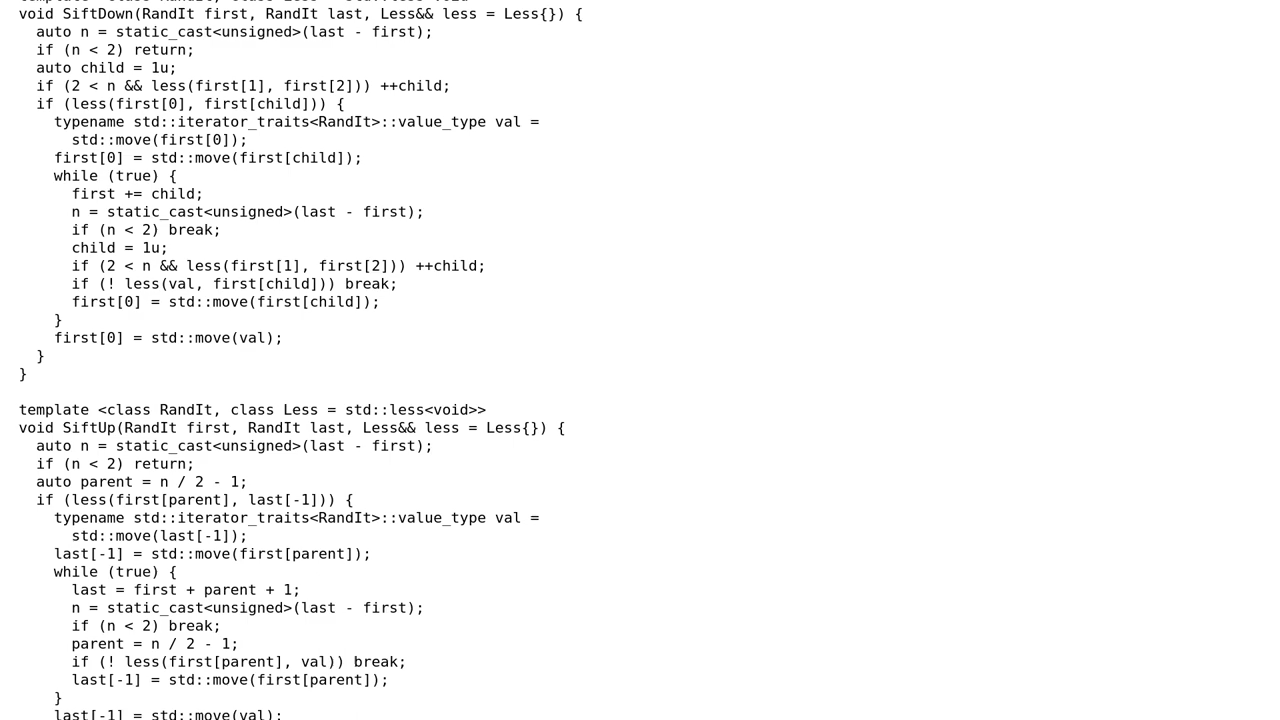 void SiftDown(RandIt first, RandIt last, Less&& less = Less{}) {
  auto n = static_cast<unsigned>(last - first);
  if (n < 2) return;
  auto child = 1u;
  if (2 < n && less(first[1], first[2])) ++child;
  if (less(first[0], first[child])) {
    typename std::iterator_traits<RandIt>::value_type val =
      std::move(first[0]);
    first[0] = std::move(first[child]);
    while (true) {
      first += child;
      n = static_cast<unsigned>(last - first);
      if (n < 2) break;
      child = 1u;
      if (2 < n && less(first[1], first[2])) ++child;
      if (! less(val, first[child])) break;
      first[0] = std::move(first[child]);
    }
    first[0] = std::move(val);
  }
}

template <class RandIt, class Less = std::less<void>>
void SiftUp(RandIt first, RandIt last, Less&& less = Less{}) {
  auto n = static_cast<unsigned>(last - first);
  if (n < 2) return;
  auto parent = n / 2 - 1;
  if (less(first[parent], last[-1])) {
    typename std::iterator_traits<RandIt>::value_type val =
      std::move(last[-1]);
    last[-1] = std::move(first[parent]);
    while (true) {
      last = first + parent + 1;
      n = static_cast<unsigned>(last - first);
      if (n < 2) break;
      parent = n / 2 - 1;
      if (! less(first[parent], val)) break;
      last[-1] = std::move(first[parent]);
    }
    last[-1] = std::move(val);